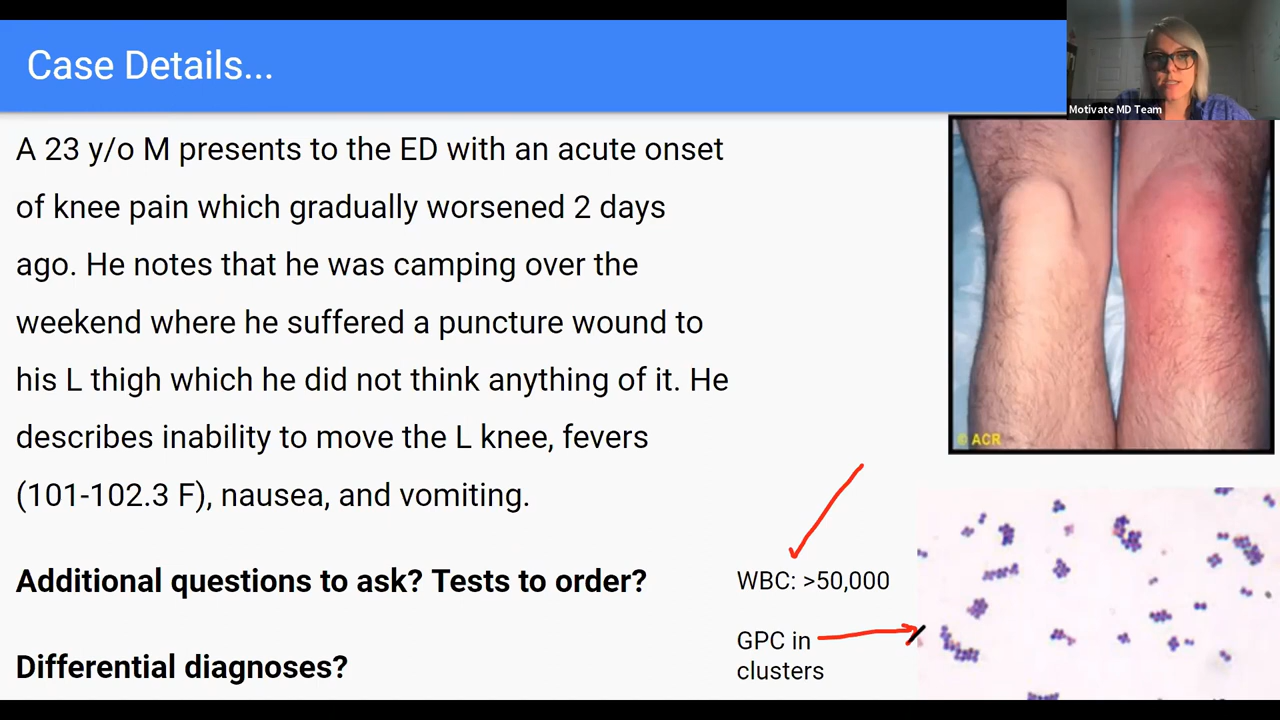 Case Details...
Motivate MD Team
A 23 y/o M presents to the ED with an acute onset
of knee pain which gradually worsened 2 days
ago. He notes that he was camping over the
weekend where he suffered a puncture wound to
his L thigh which he did not think anything of it. He
describes inability to move the L knee, fevers
(101-102.3 F), nausea, and vomiting.
© ACR
Additional questions to ask? Tests to order?
WBC: >50,000
GPC in
clusters
Differential diagnoses?